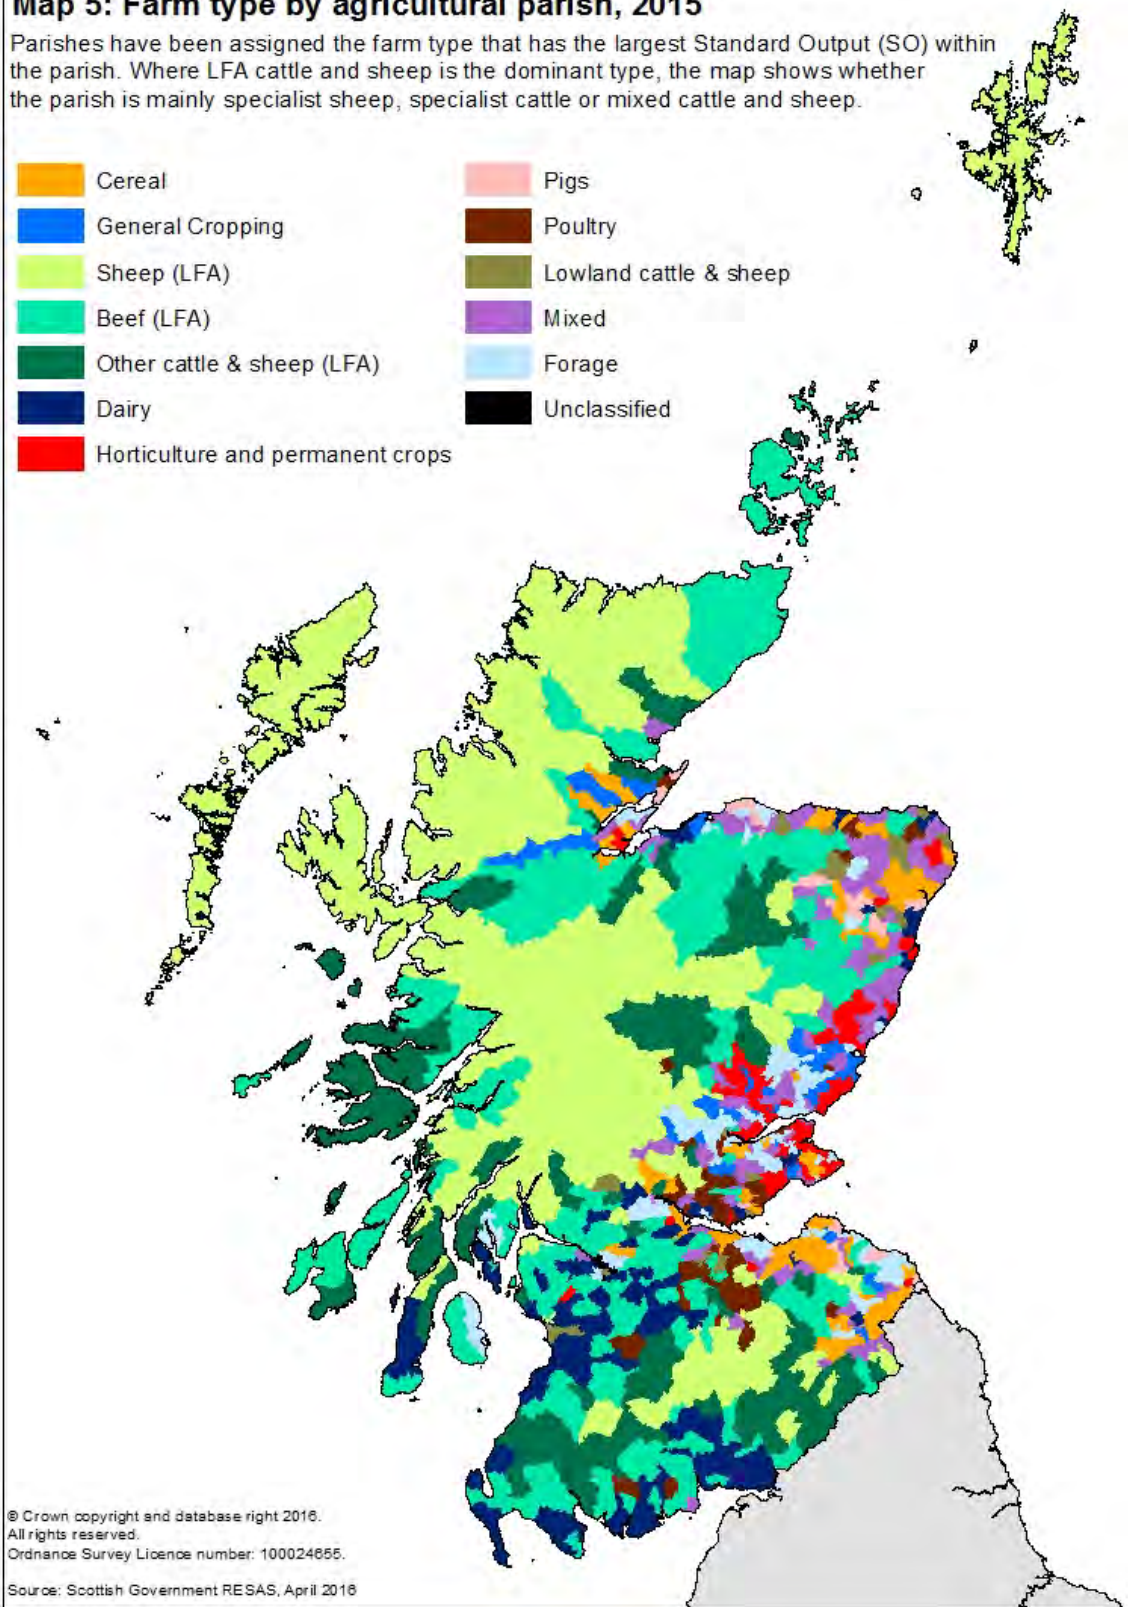 Map 5: Farm type by agricultural parish, 2015
Parishes have been assigned the farm type that has the largest Standard Output (SO) within
the parish. Where LFA cattle and sheep is the dominant type, the map shows whether
the parish is mainly specialist sheep, specialist cattle or mixed cattle and sheep.
Cereal
General Cropping
Sheep (LFA)
Beef (LFA)
Other cattle & sheep (LFA)
Dairy
Horticulture and permanent crops
Pigs
Poultry
Lowland cattle & sheep
Mixed
Forage
Unclassified
© Crown copyright and database right 2016.
All rights reserved.
Ordnance Survey Licence number: 100024655.
Source: Scottish Government RESAS, April 2016